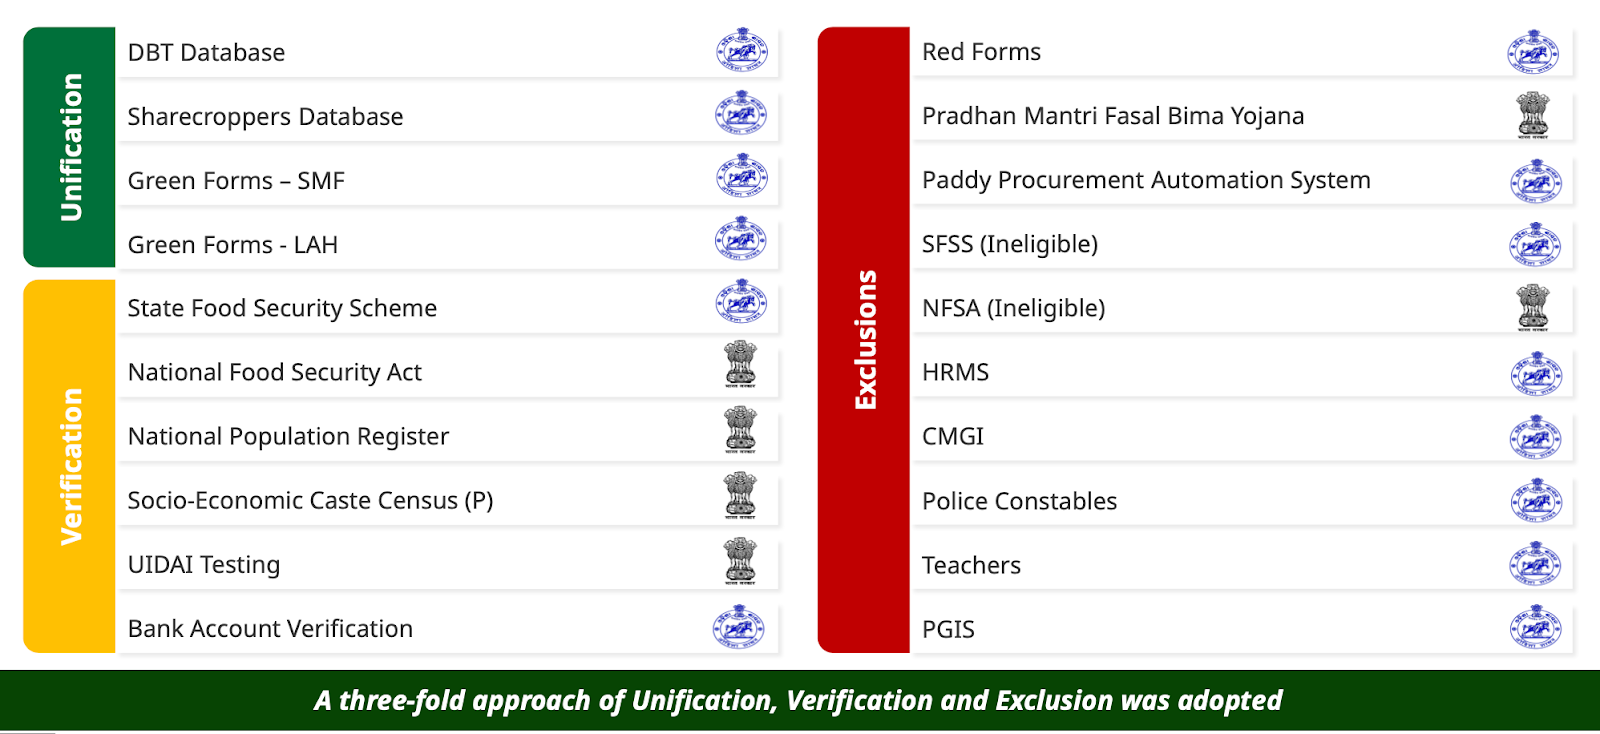 Unification
DBT Database
Sharecroppers Database
Green Forms – SMF
Green Forms - LAH
Verification
State Food Security Scheme
National Food Security Act
National Population Register
Socio-Economic Caste Census (P)
UIDAI Testing
Bank Account Verification
Exclusions
Red Forms
Pradhan Mantri Fasal Bima Yojana
Paddy Procurement Automation System
SFSS (Ineligible)
NFSA (Ineligible)
HRMS
CMGI
Police Constables
Teachers
PGIS
A three-fold approach of Unification, Verification and Exclusion was adopted